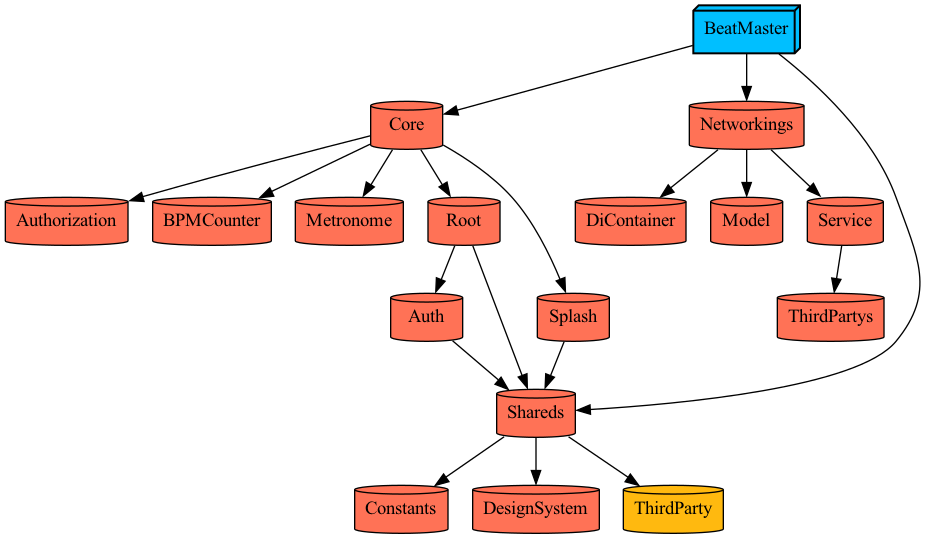 BeatMaster
Core
Networkings
Authorization
BPMCounter
Metronome
Root
DiContainer
Model
Service
Auth
Splash
ThirdPartys
Shareds
Constants
DesignSystem
ThirdParty